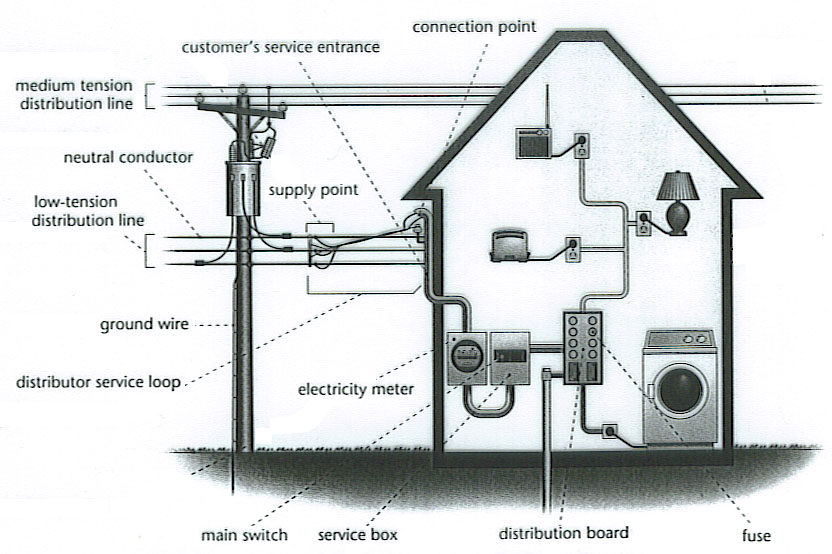 connection point
customer's service entrance
medium tension
distribution line
neutral conductor
supply point
low-tension
distribution line
ground wire
distributor service loop
electricity meter
main switch
service box
distribution board
fuse